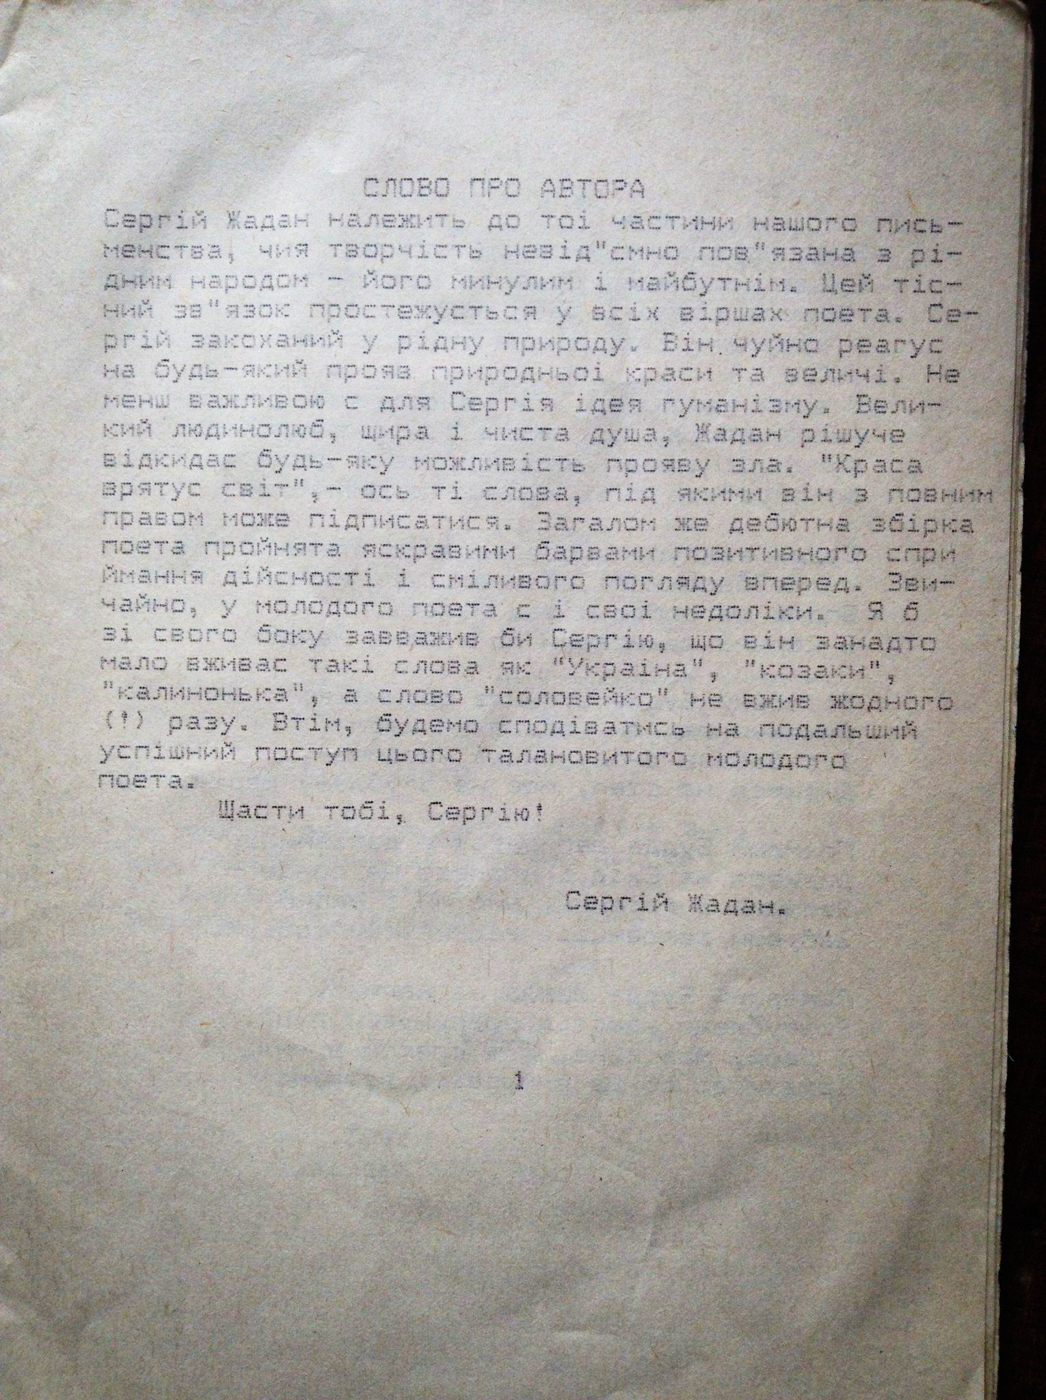 СЛОВО ПРО АВТОРА
Сергій Жадан належить до тоі частини нашого пись-
менства, чия творчість невід"ємно пов"язана з рі-
дним народом - його минулим і майбутнім. Цей тіс-
ний зв"язок простежується у всіх віршах поета. Се-
ргій закоханий у рідну природу. Він чуйно реагує
на будь-який прояв природньоі краси та величі. Не
менш важливою є для Сергія ідея гуманізму. Вели-
кий людинолюб, щира і чиста душа, Жадан рішуче
відкидає будь-яку можливість прояву зла. "Краса
врятує світ",- ось ті слова, під якими він з повним
правом може підписатися. Загалом же дебютна збірка
поета пройнята яскравими барвами позитивного спри
ймання дійсності і сміливого погляду вперед. Зви-
чайно, у молодого поета є і своі недоліки. Я б
зі свого боку завважив би Сергію, що він занадто
мало вживає такі слова як "Украіна", "козаки",
"калинонька", а слово "соловейко" не вжив жодного
(!) разу. Втім, будемо сподіватись на подальший
успішний поступ цього талановитого молодого
поета.
Щасти тобі, Сергію!
Сергій Жадан.
1